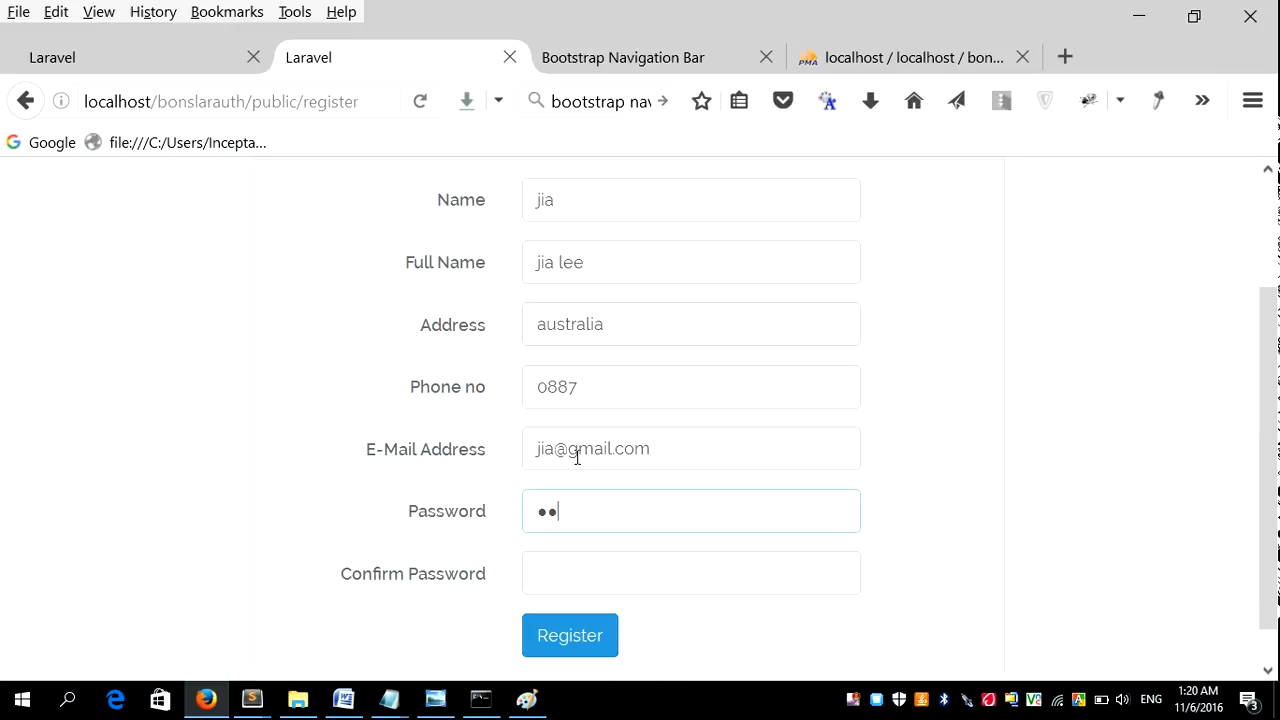 File Edit View History Bookmarks Tools Help
Laravel Laravel Bootstrap Navigation Bar localhost / localhost / bon...
localhost/bonslarauth/public/register bootstrap nav
Google file:///C:/Users/Incepta...
Name jia
Full Name jia lee
Address australia
Phone no 0887
E-Mail Address jia@gmail.com
Password
Confirm Password
Register
ENG 1:20 AM
11/6/2016